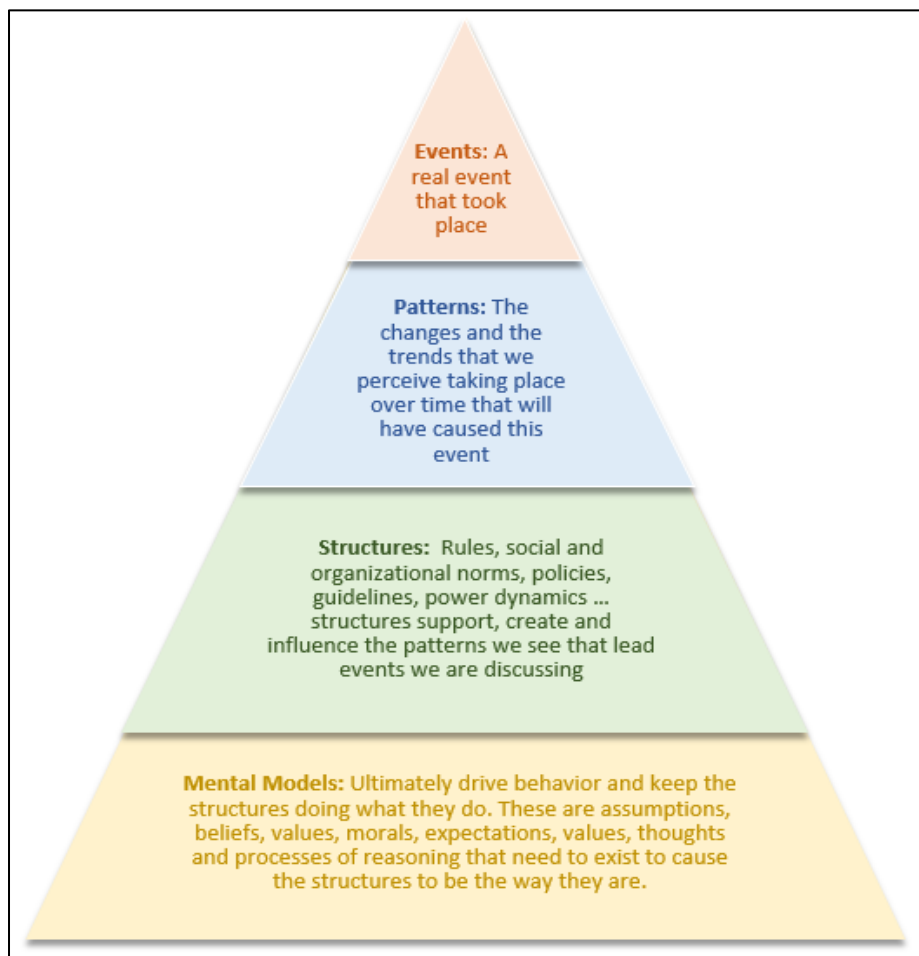 Events: A
real event
that took
place
Patterns: The
changes and the
trends that we
perceive taking place
over time that will
have caused this
event
Structures:  Rules, social and
organizational norms, policies,
guidelines, power dynamics ...
structures support, create and
influence the patterns we see that lead
events we are discussing
Mental Models: Ultimately drive behavior and keep the
structures doing what they do. These are assumptions,
beliefs, values, morals, expectations, values, thoughts
and processes of reasoning that need to exist to cause
the structures to be the way they are.